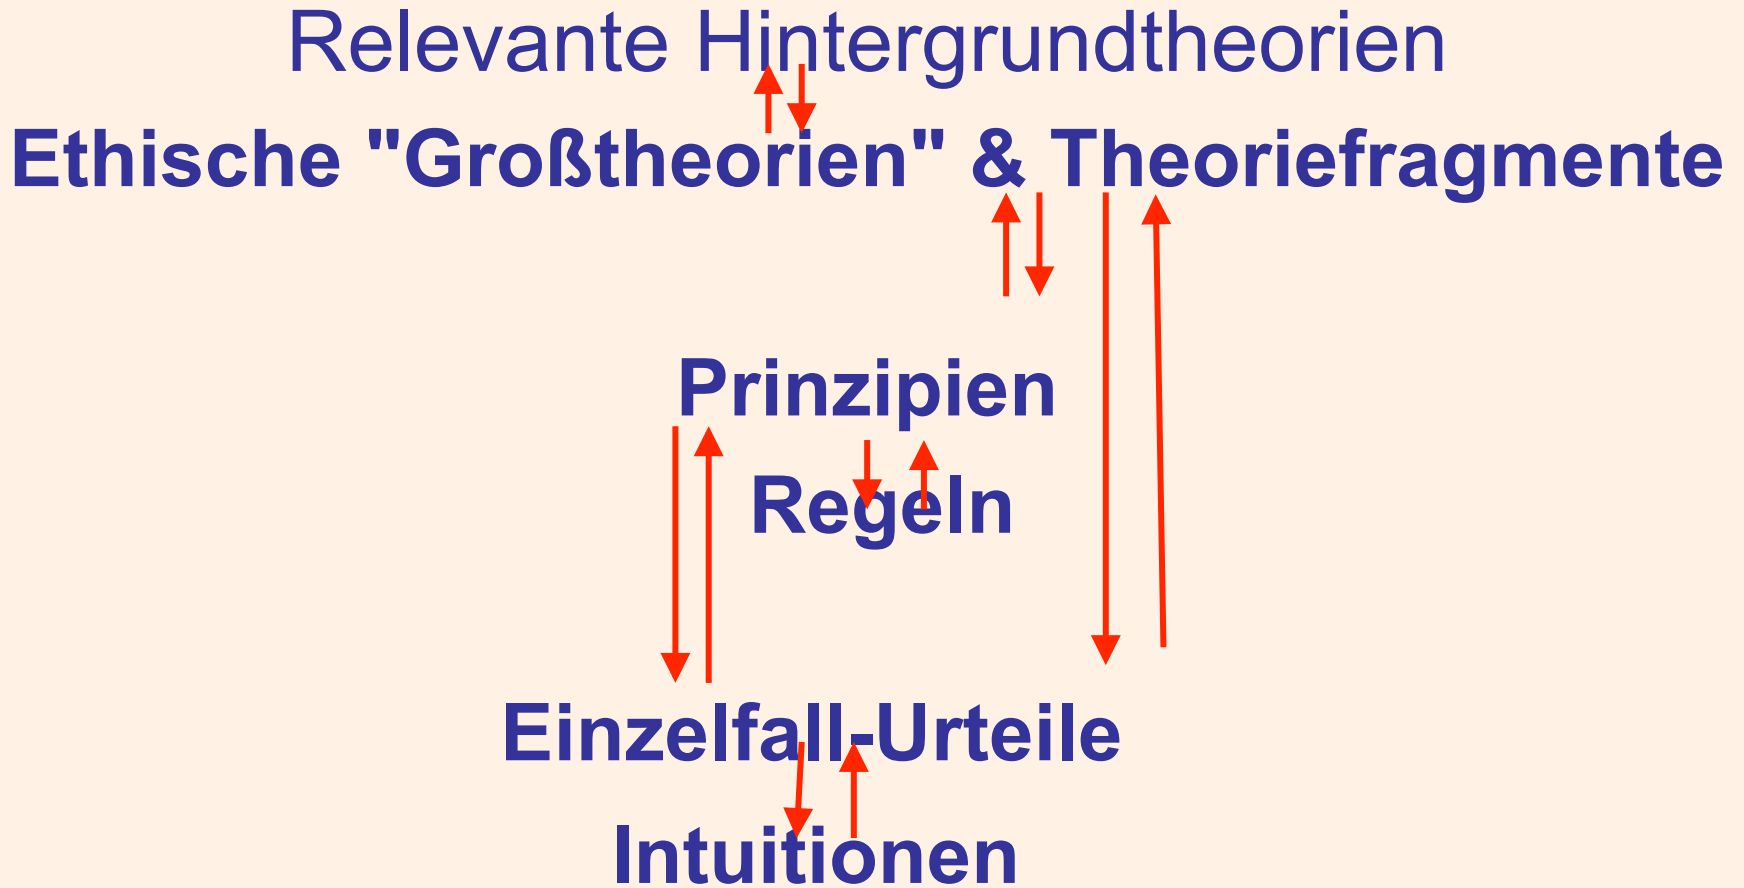 Relevante Hintergrundtheorien
Ethische "Großtheorien" & Theoriefragmente
Prinzipien
Regeln
Einzelfall-Urteile
Intuitionen